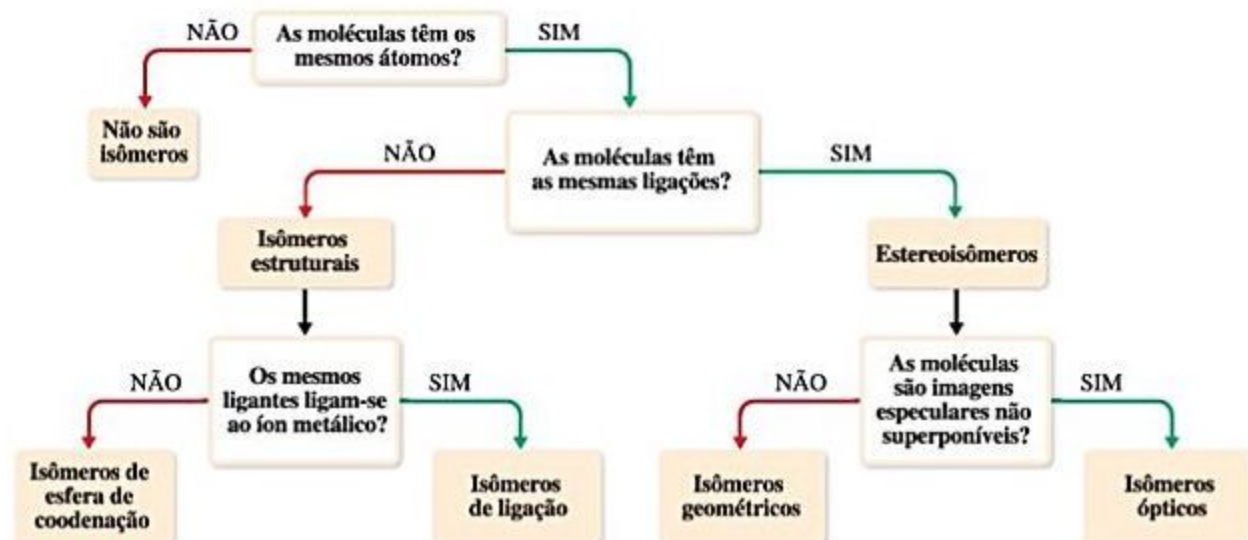 NÃO
As moléculas têm os
mesmos átomos?
SIM
Não são
isômeros
NÃO
As moléculas têm
as mesmas ligações?
SIM
Isômeros
estruturais
Estereoisômeros
NÃO
Os mesmos
ligantes ligam-se
ao íon metálico?
SIM
NÃO
As moléculas
são imagens
especulares não
superponíveis?
SIM
Isômeros de
esfera de
coodenação
Isômeros
de ligação
Isômeros
geométricos
Isômeros
ópticos